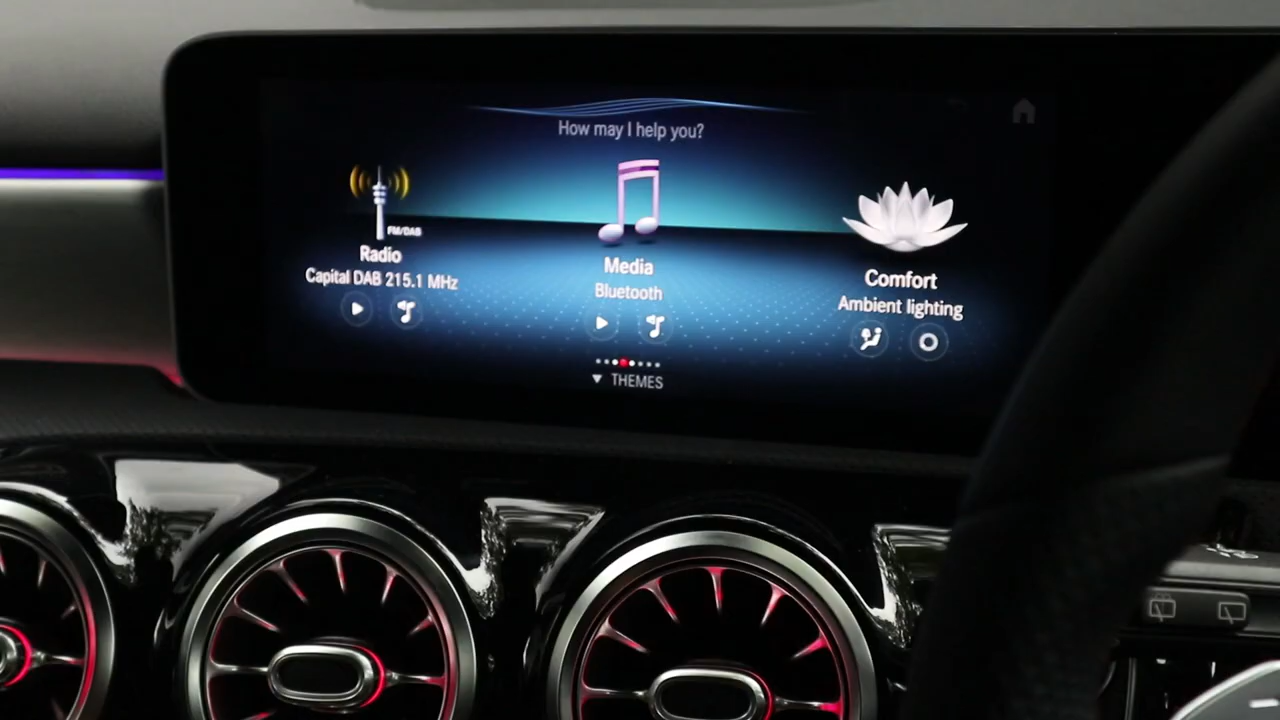 How may I help you?
FM/DAB
Radio
Capital DAB 215.1 MHz
Media
Bluetooth
Comfort
Ambient lighting
THEMES